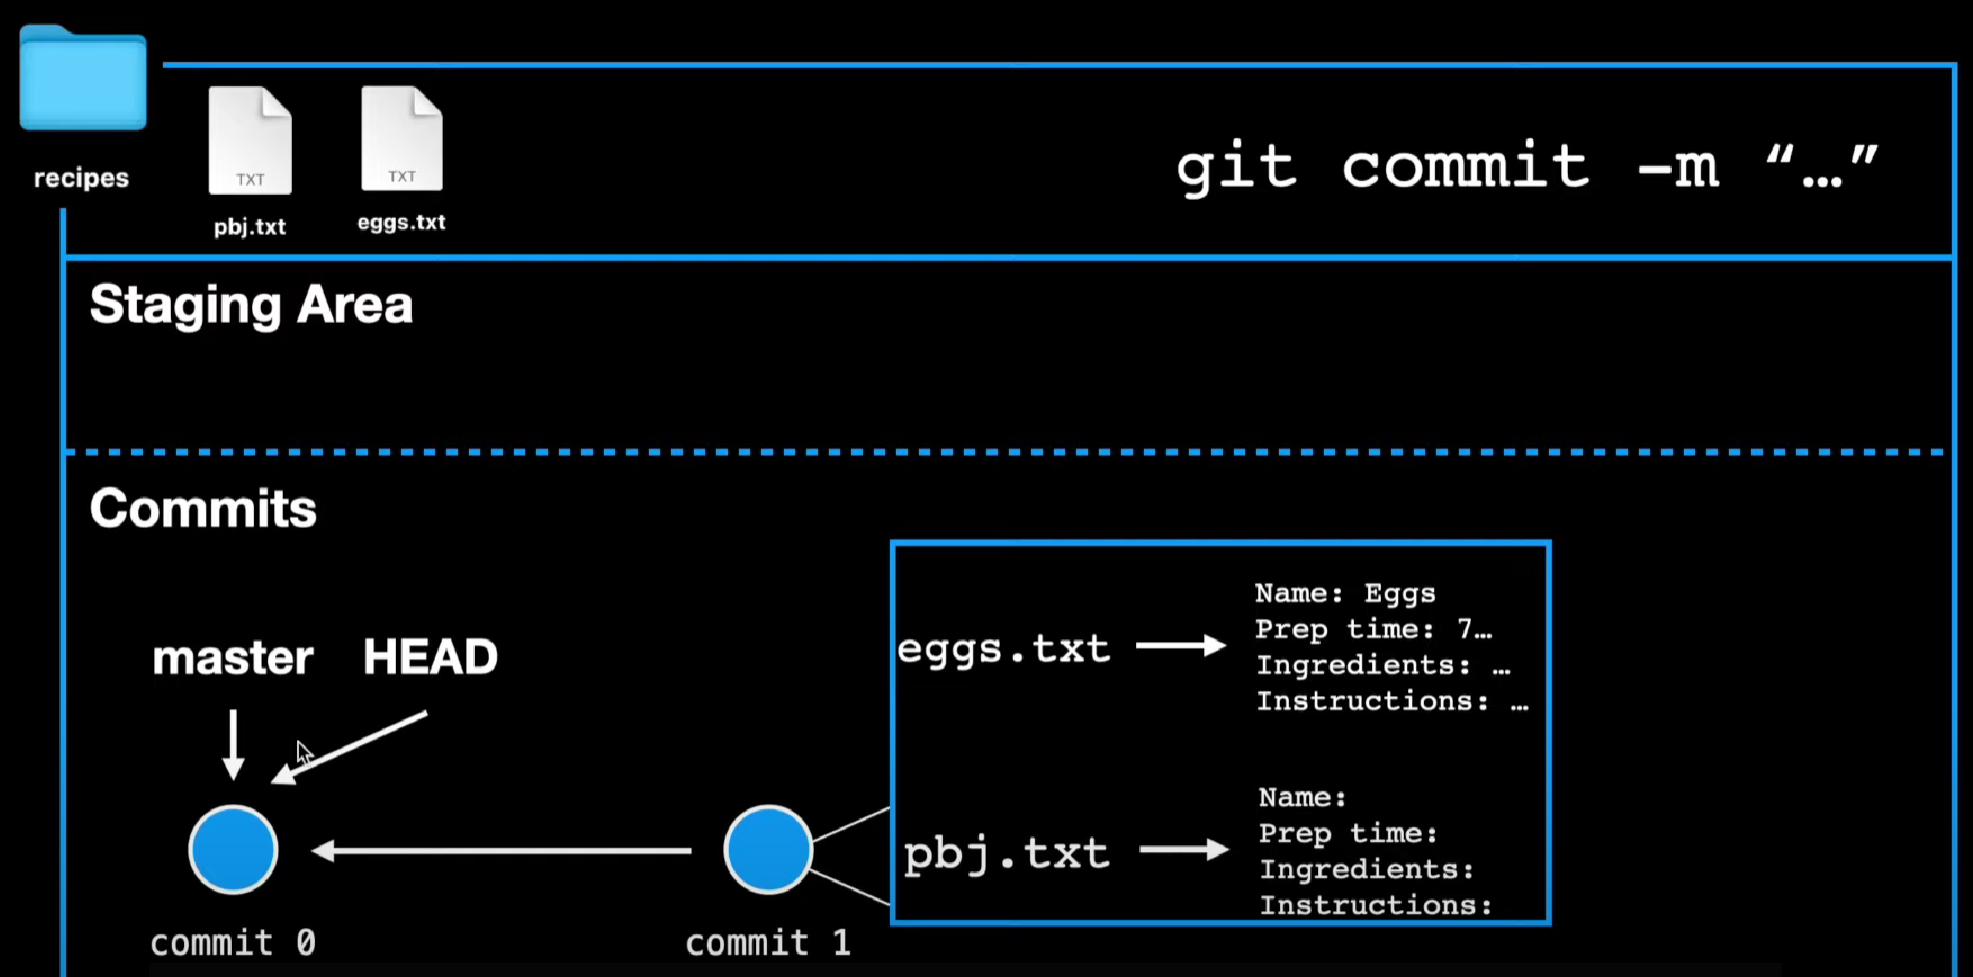 recipes
TXT
pbj.txt
TXT
eggs.txt
git commit –m “…”
Staging Area
Commits
master
HEAD
commit 0
commit 1
eggs.txt
Name: Eggs
Prep time: 7…
Ingredients: …
Instructions: …
pbj.txt
Name:
Prep time:
Ingredients:
Instructions: